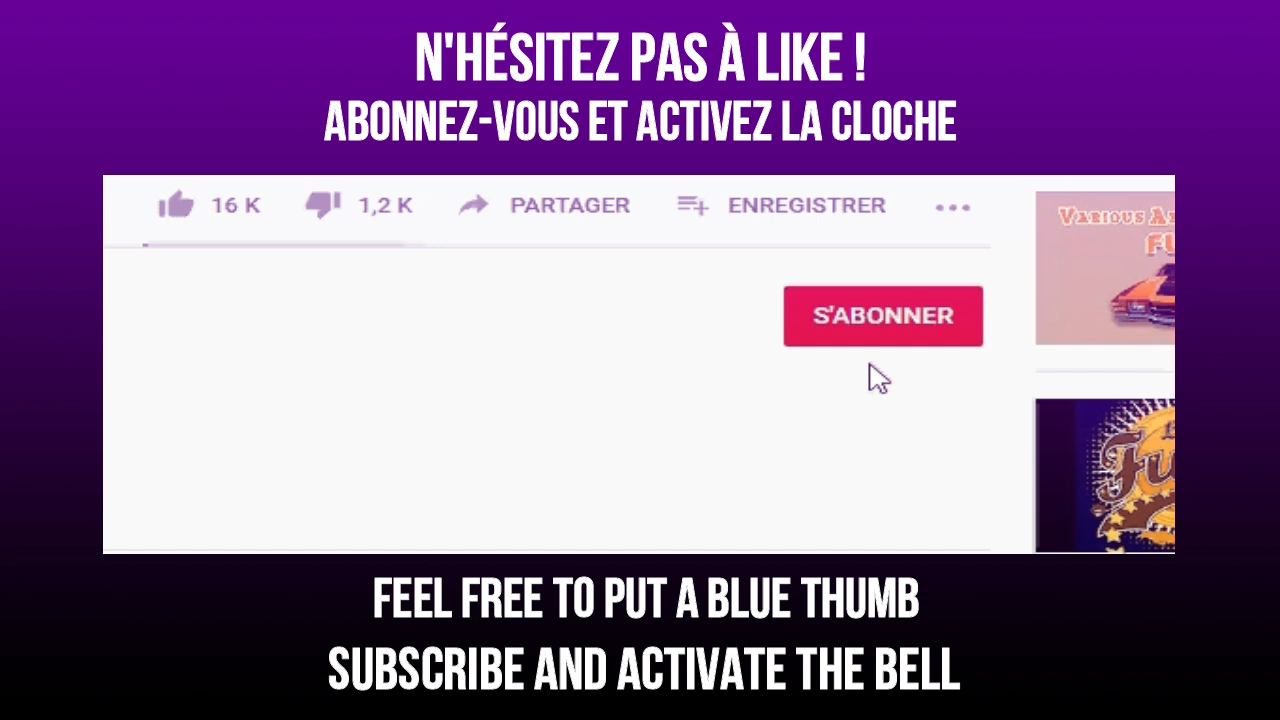 N'HÉSITEZ PAS À LIKE !
ABONNEZ-VOUS ET ACTIVEZ LA CLOCHE
16 K 1,2 K PARTAGER ENREGISTRER
VARIOUS
S'ABONNER
FEEL FREE TO PUT A BLUE THUMB
SUBSCRIBE AND ACTIVATE THE BELL